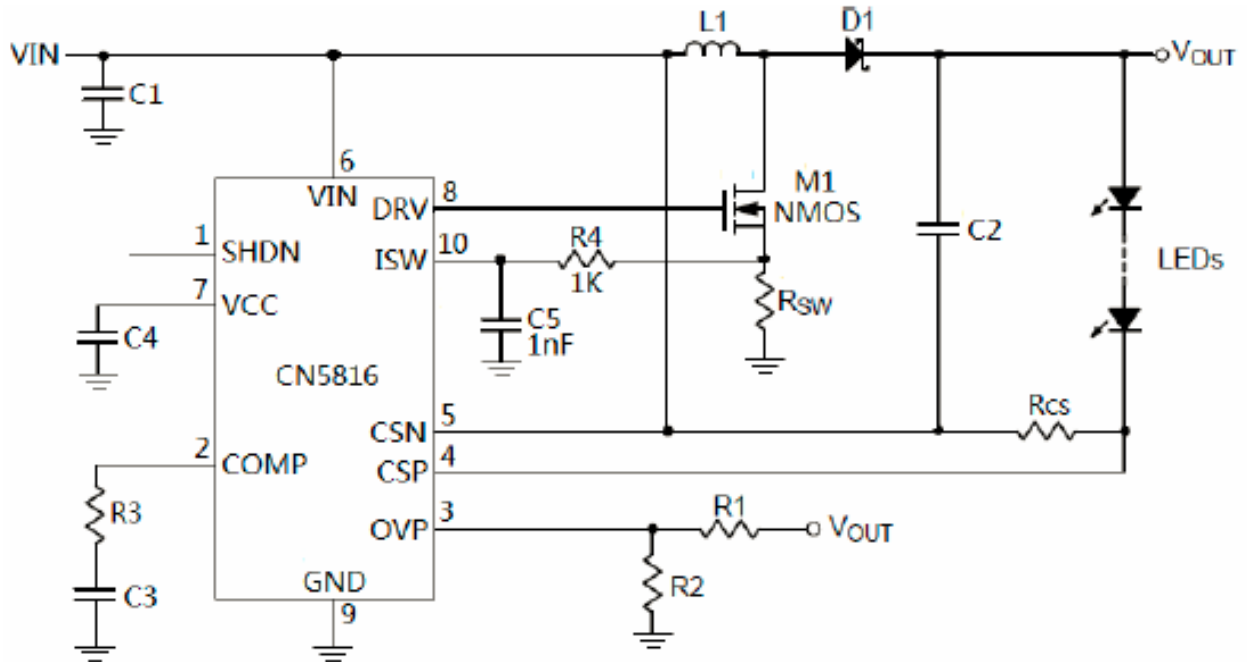 L1
D1
VIN
VOUT
C1
6
VIN
DRV
8
M1
NMOS
1
SHDN
ISW
10
R4
1K
C2
LEDs
7
VCC
RSW
C4
C5
1nF
CN5816
CSN
5
Rcs
2
COMP
CSP
4
R3
OVP
3
R1
VOUT
GND
R2
C3
9